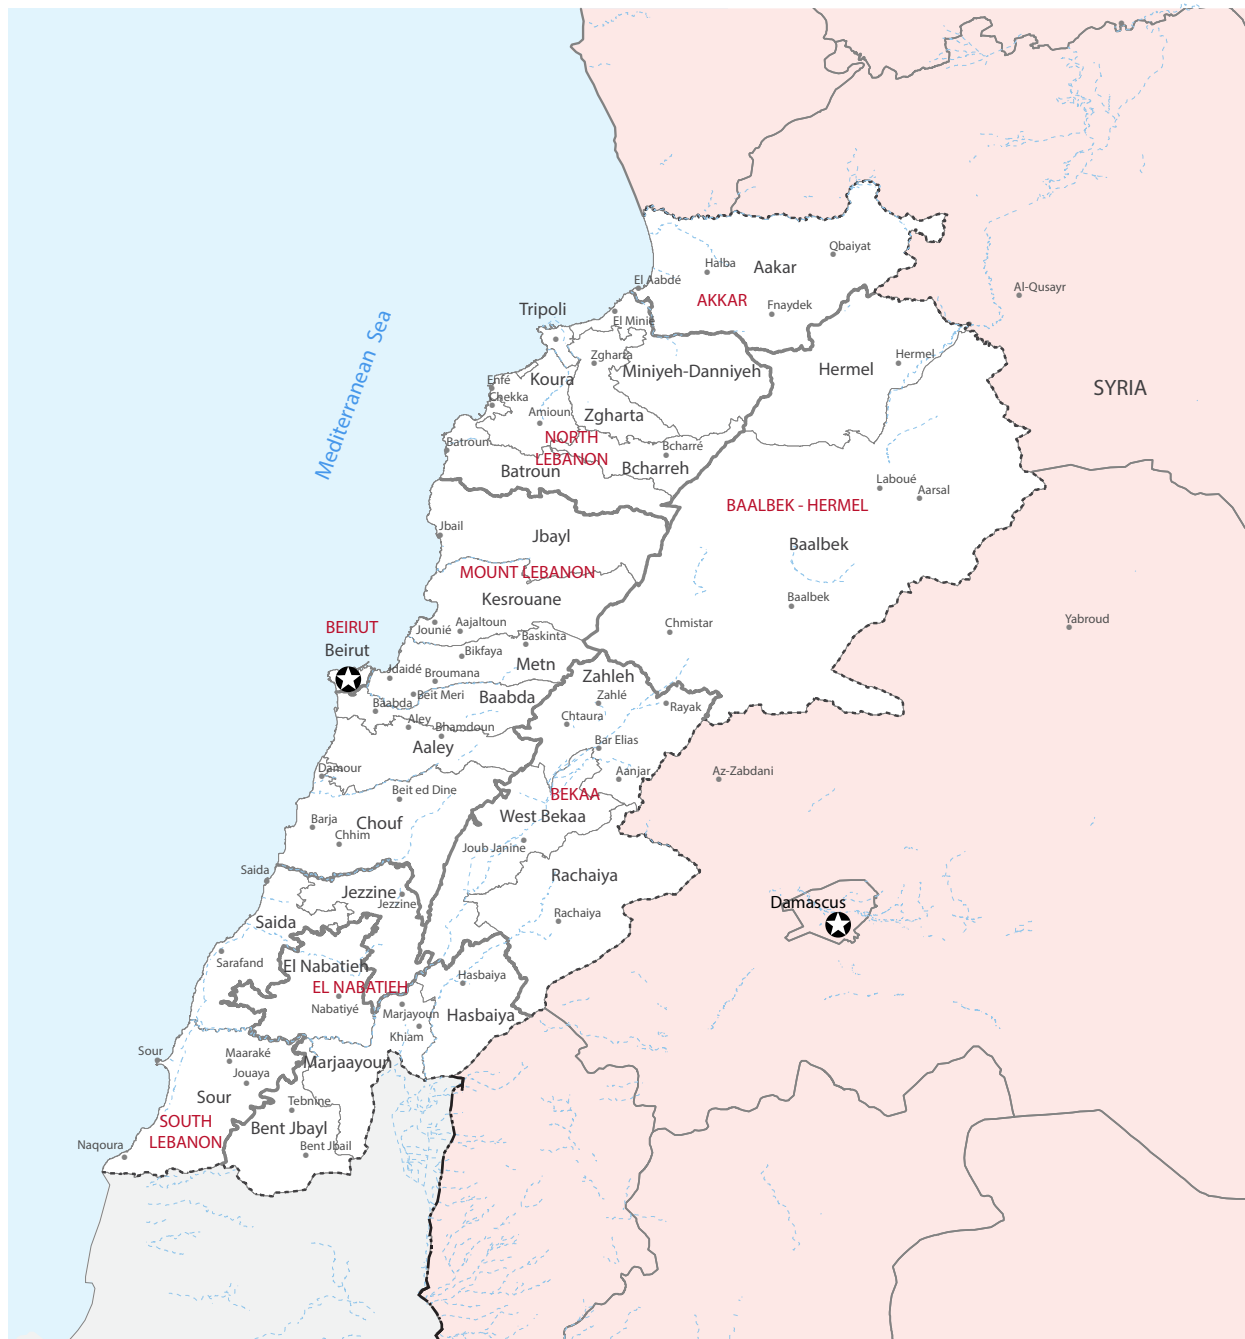 Qbaiyat
Halba
Aakar
El Aabdé
Al-Qusayr
AKKAR
Fnaydek
Tripoli
El Minié
Mediterranean Sea
Zgharta
Hermel
Miniyeh-Danniyeh
Hermel
Koura
Enfé
SYRIA
Chekka
Amioun
Zgharta
NORTH
LEBANON
Batroun
Bcharré
Batroun
Bcharreh
Laboué
Aarsal
BAALBEK - HERMEL
Jbail
Jbayl
Baalbek
MOUNT LEBANON
Kesrouane
Baalbek
Yabroud
BEIRUT
Beirut
Jounié
Aajaltoun
Chmistar
Baskinta
Bikfaya
Metn
Jdaidé
Broumana
Zahleh
Beit Meri
Baabda
Zahlé
Baabda
Rayak
Aley
Bhamdoun
Chtaura
Aaley
Bar Elias
Damour
Aanjar
Az-Zabdani
Beit ed Dine
BEKAA
Barja
Chouf
West Bekaa
Chhim
Joub Janine
Saida
Rachaiya
Jezzine
Jezzine
Damascus
Saida
Rachaiya
Sarafand
El Nabatieh
Hasbaiya
EL NABATIEH
Nabatiyé
Marjayoun
Hasbaiya
Khiam
Sour
Maaraké
Marjaayoun
Jouaya
Sour
Tebnine
SOUTH
LEBANON
Bent Jbayl
Naqoura
Bent Jbail